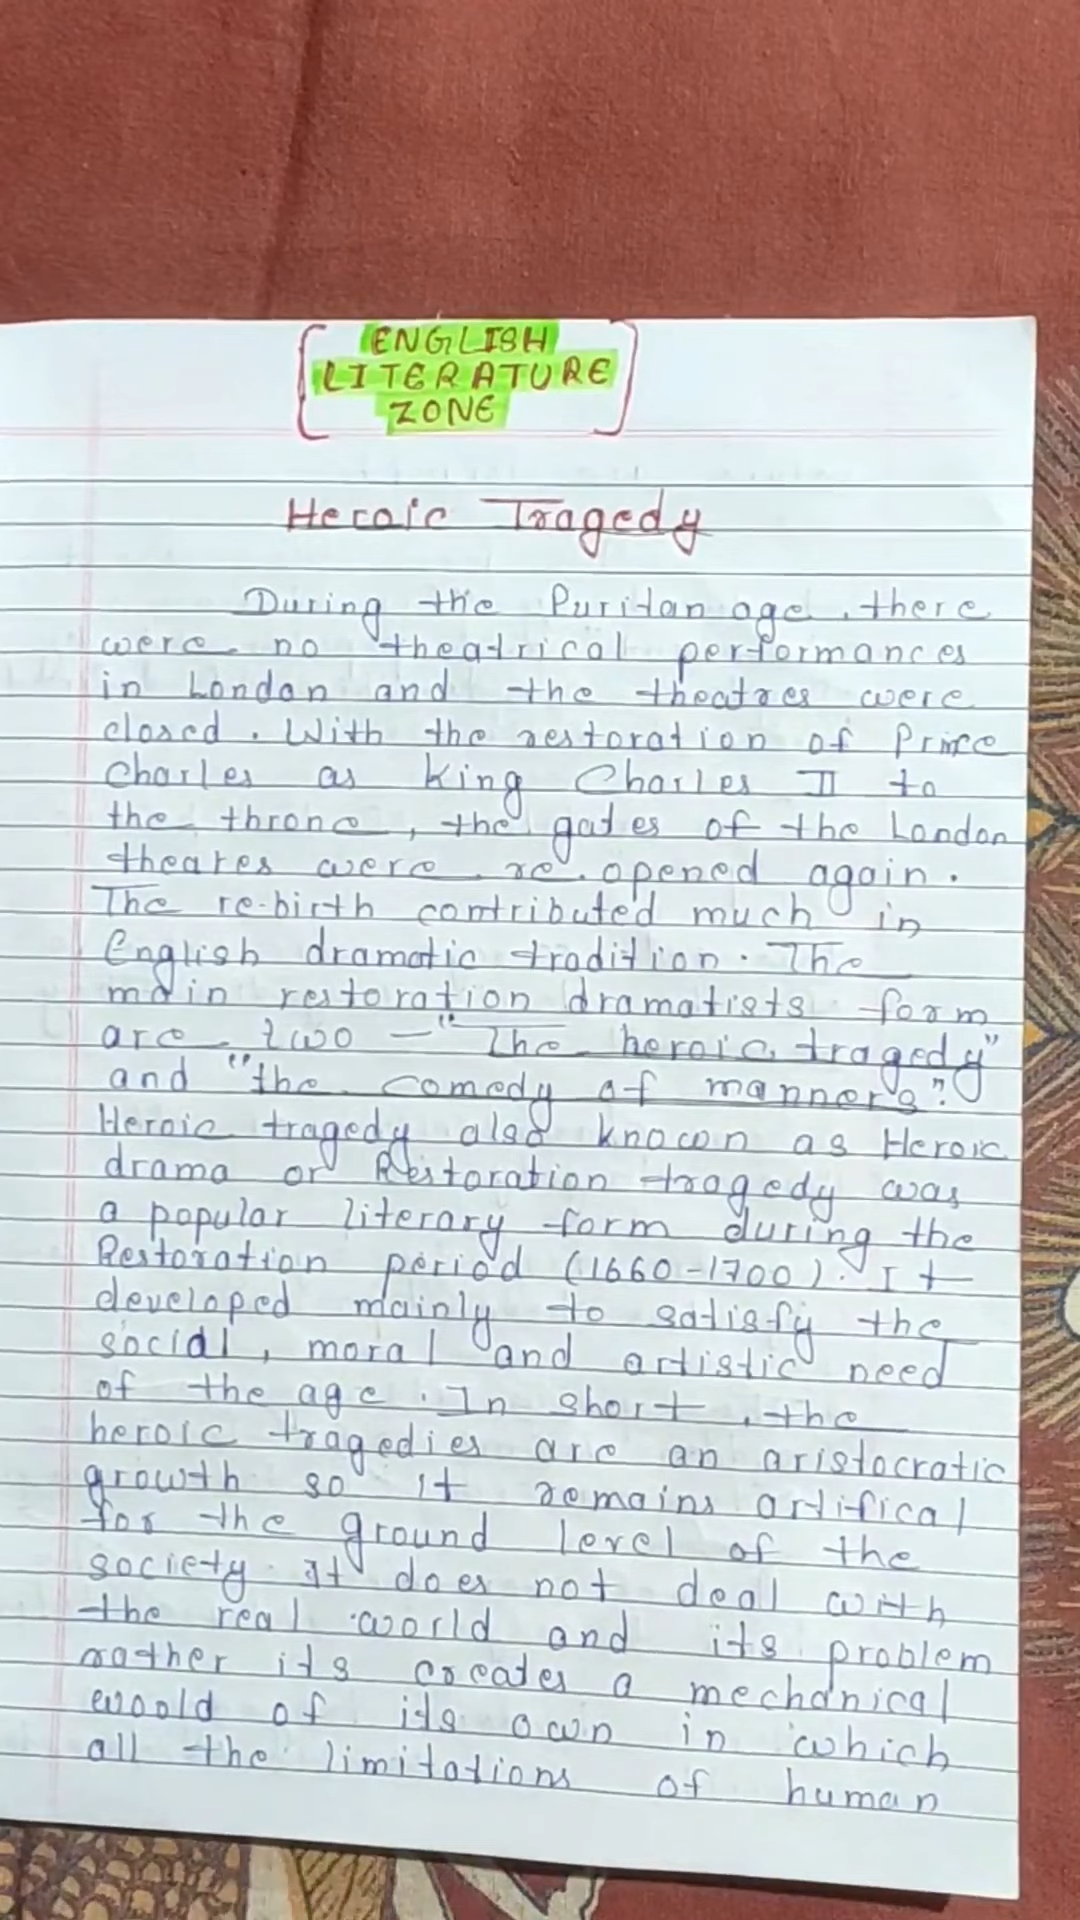 ENGLISH
LITERATURE
ZONE
Heroic Tragedy
During the Puritan age, there
were no theatrical performances
in London and the theatres were
closed. With the restoration of Prince
Charles as King Charles II to
the throne, the gates of the London
theares were re.opened again.
The re-birth contributed much in
English dramatic tradition. The
main restoration dramatists form
are two - "The heroic tragedy"
and "the comedy of manners".
Heroic tragedy also known as Heroic
drama or Restoration tragedy was
a popular literary form during the
Restoration period (1660-1700). It
developed mainly to satisfy the
social, moral and artistic need
of the age. In short, the
heroic tragedies are an aristocratic
growth so it remains artifical
for the ground level of the
society. It does not deal with
the real world and its problem
rather its creates a mechanical
woold of its own in which
all the limitations of human